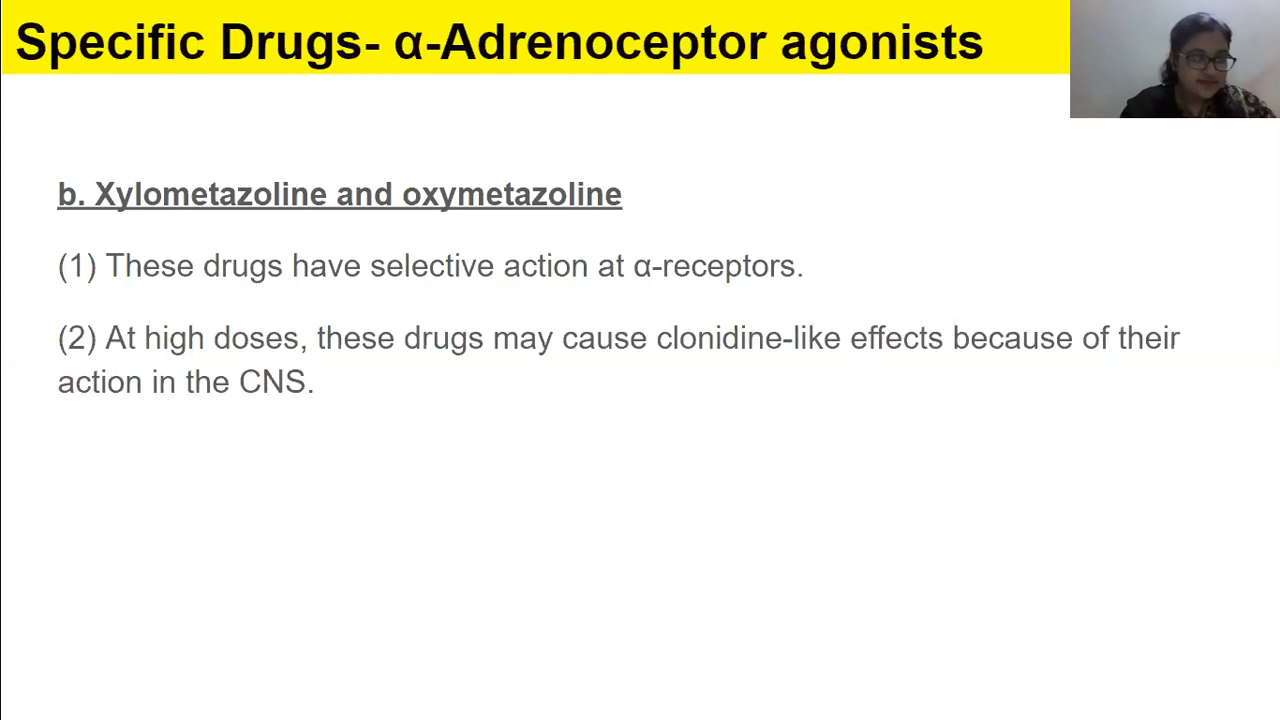 Specific Drugs- α-Adrenoceptor agonists
b. Xylometazoline and oxymetazoline
(1) These drugs have selective action at α-receptors.
(2) At high doses, these drugs may cause clonidine-like effects because of their
action in the CNS.